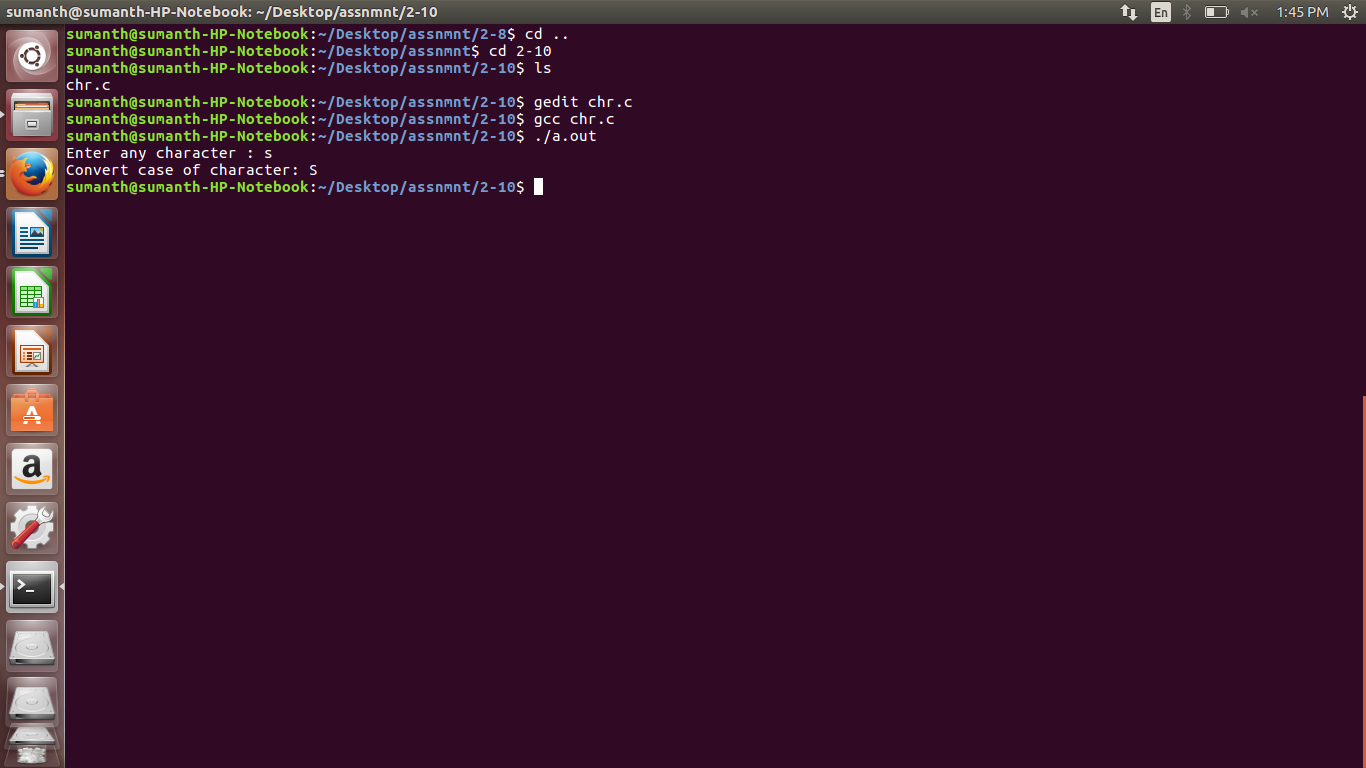 sumanth@sumanth-HP-Notebook: ~/Desktop/assnmnt/2-10
En
1:45 PM
sumanth@sumanth-HP-Notebook:~/Desktop/assnmnt/2-8$ cd ..
sumanth@sumanth-HP-Notebook:~/Desktop/assnmnt$ cd 2-10
sumanth@sumanth-HP-Notebook:~/Desktop/assnmnt/2-10$ ls
chr.c
sumanth@sumanth-HP-Notebook:~/Desktop/assnmnt/2-10$ gedit chr.c
sumanth@sumanth-HP-Notebook:~/Desktop/assnmnt/2-10$ gcc chr.c
sumanth@sumanth-HP-Notebook:~/Desktop/assnmnt/2-10$ ./a.out
Enter any character : s
Convert case of character: S
sumanth@sumanth-HP-Notebook:~/Desktop/assnmnt/2-10$